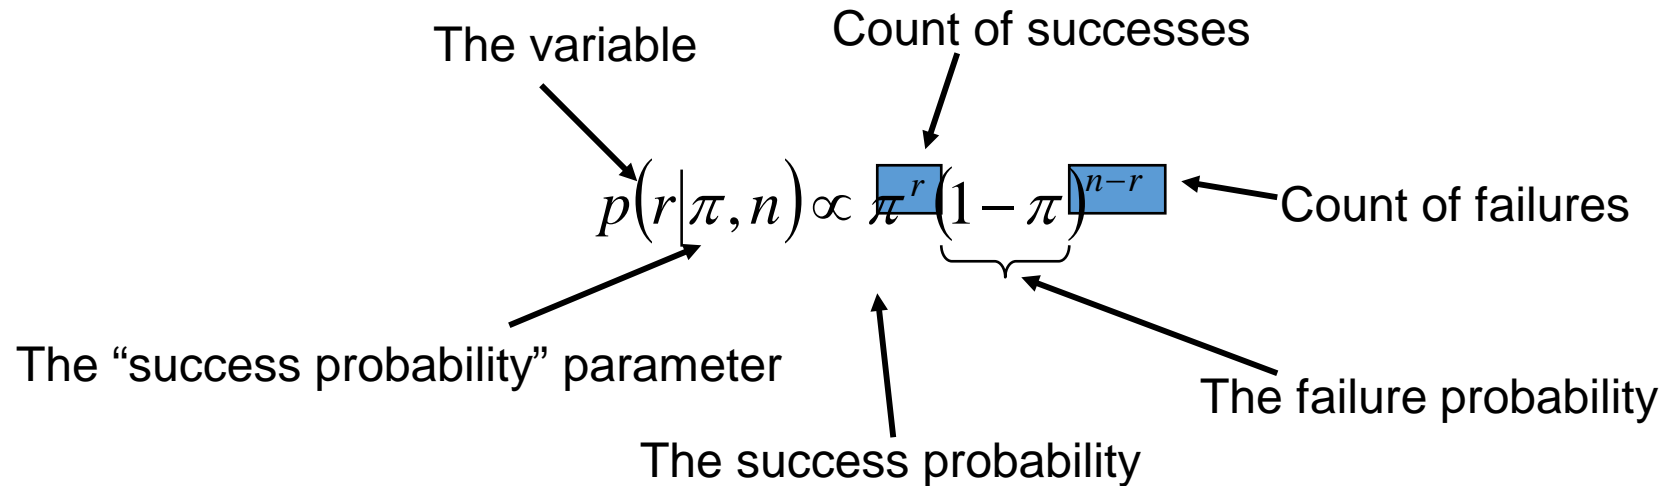 Count of successes
The variable
p(r|π, n) ∝ π^r (1 − π)^{n−r}
Count of failures
The “success probability” parameter
The failure probability
The success probability